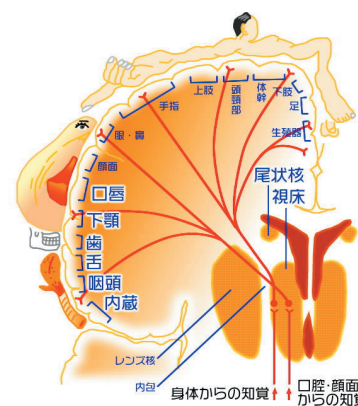 上肢
頭頸部
体幹
下肢
手指
足
眼・鼻
生殖器
顔面
尾状核
口唇
視床
下顎
歯
舌
咽頭
内蔵
レンズ核
内包
身体からの知覚
口腔・顔面
からの知覚